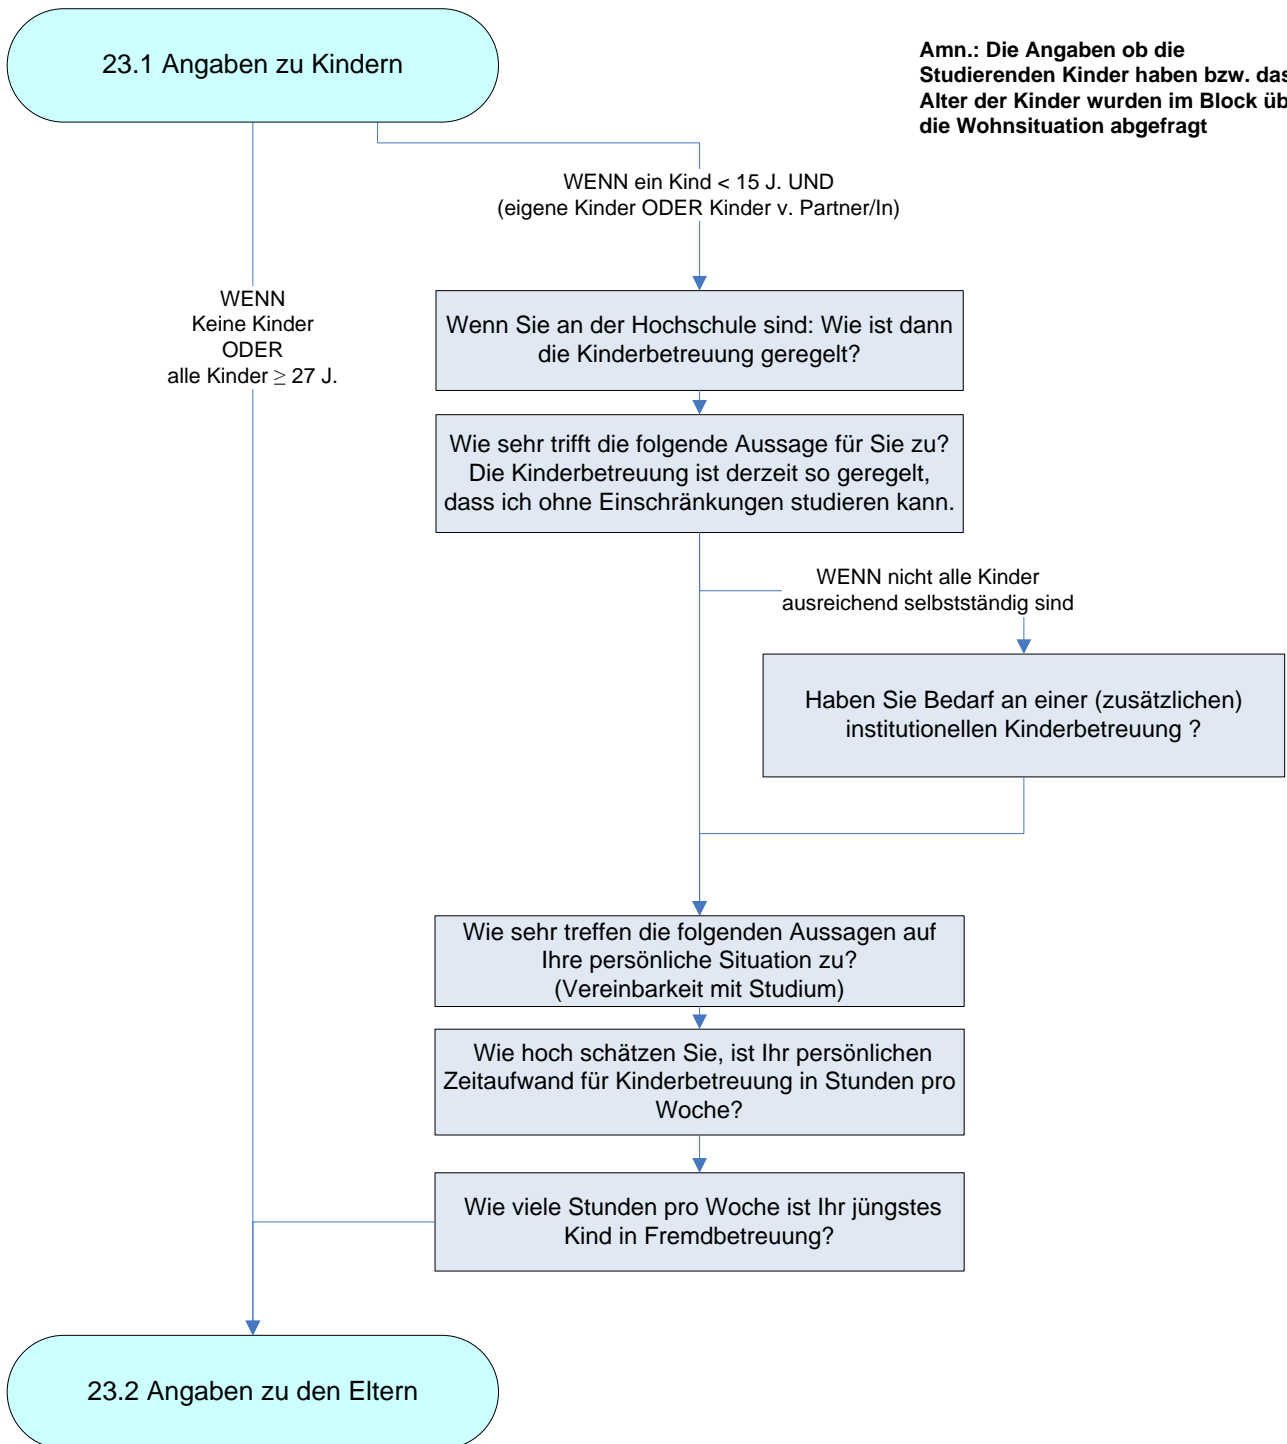 23.1 Angaben zu Kindern
Amn.: Die Angaben ob die
Studierenden Kinder haben bzw. das
Alter der Kinder wurden im Block üb
die Wohnsituation abgefragt
WENN ein Kind < 15 J. UND
(eigene Kinder ODER Kinder v. Partner/In)
WENN
Keine Kinder
ODER
alle Kinder ≥ 27 J.
Wenn Sie an der Hochschule sind: Wie ist dann
die Kinderbetreuung geregelt?
Wie sehr trifft die folgende Aussage für Sie zu?
Die Kinderbetreuung ist derzeit so geregelt,
dass ich ohne Einschränkungen studieren kann.
WENN nicht alle Kinder
ausreichend selbstständig sind
Haben Sie Bedarf an einer (zusätzlichen)
institutionellen Kinderbetreuung ?
Wie sehr treffen die folgenden Aussagen auf
Ihre persönliche Situation zu?
(Vereinbarkeit mit Studium)
Wie hoch schätzen Sie, ist Ihr persönlichen
Zeitaufwand für Kinderbetreuung in Stunden pro
Woche?
Wie viele Stunden pro Woche ist Ihr jüngstes
Kind in Fremdbetreuung?
23.2 Angaben zu den Eltern